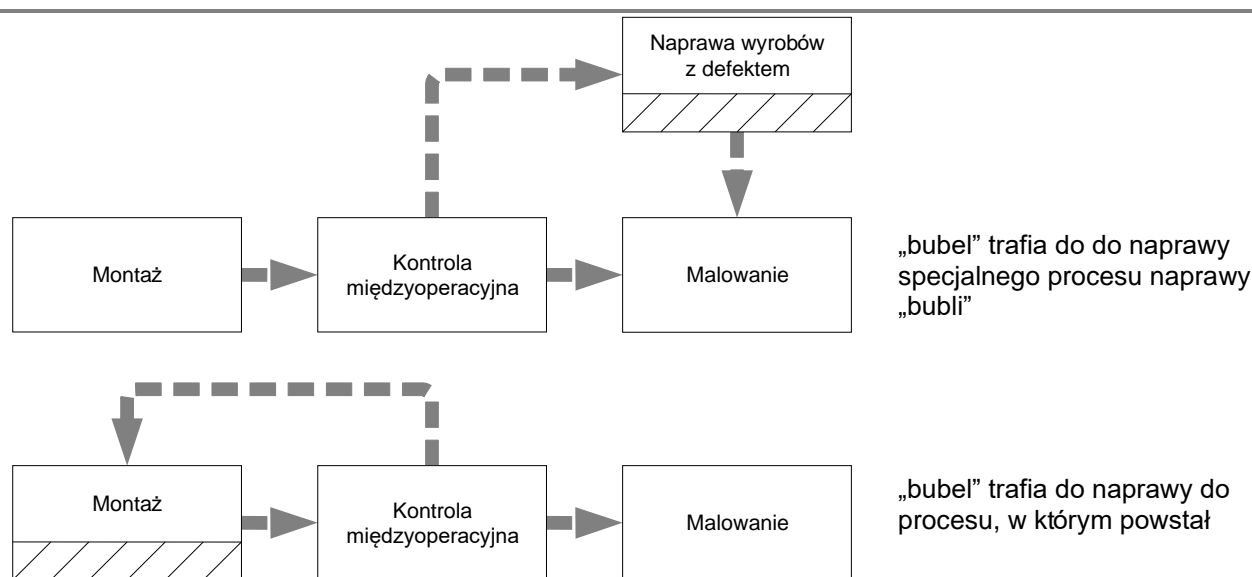 Naprawa wyrobów
z defektem
Montaż
Kontrola
międzyoperacyjna
Malowanie
„bubel” trafia do do naprawy
specjalnego procesu naprawy
„bubli”
Montaż
Kontrola
międzyoperacyjna
Malowanie
„bubel” trafia do naprawy do
procesu, w którym powstał